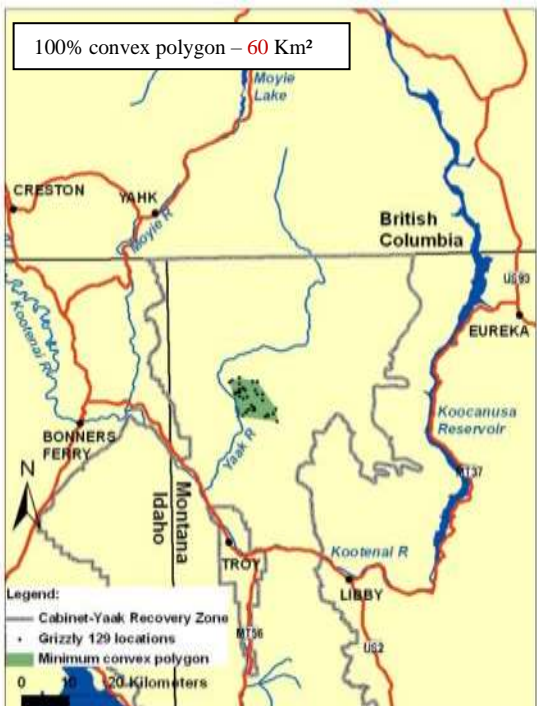 100% convex polygon – 60 Km²
Moyie
Lake
CRESTON
YAHK
Moyie R
British
Columbia
US93
Kootenai R
EUREKA
Koocanusa
Reservoir
BONNERS
FERRY
Yaak R
N
MT37
Montana
Idaho
TROY
Kootenai R
LIBBY
Legend:
Cabinet-Yaak Recovery Zone
Grizzly 129 locations
Minimum convex polygon
MT56
US2
0 10 20 Kilometers